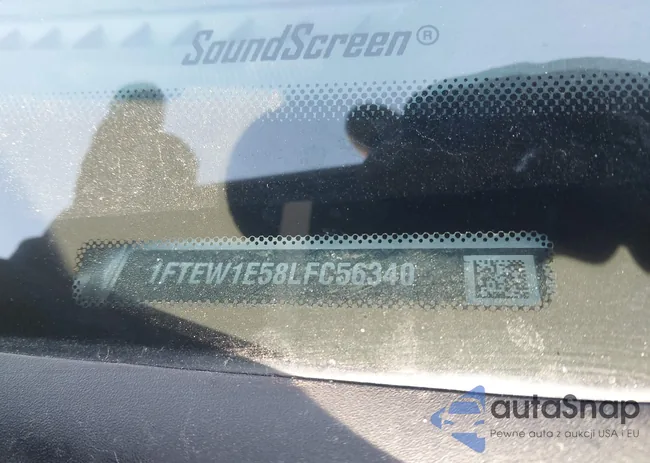 SoundScreen®
1FTEW1E58LFC56340
autaSnap
Pewne auta z aukcji USA i EU